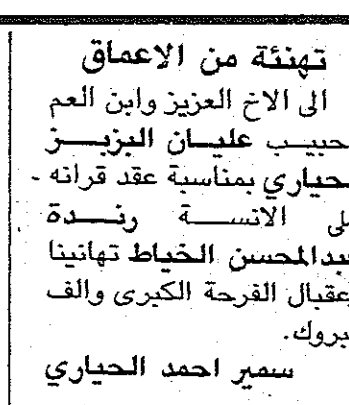 تهنئة من الاعماق
الى الاخ العزيز وابن العم
حبيب عليان البزبز
حياري بمناسبة عقد قرانه -
لى الانسة رندة
بدالمحسن الخياط تهانينا
عقبال الفرحة الكبرى والف
بروك.
سمير احمد الحياري